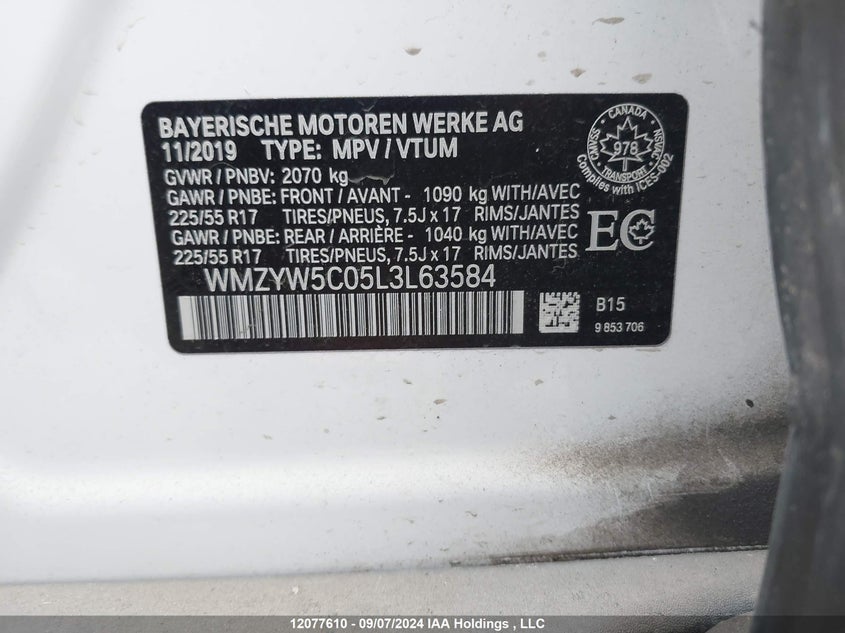 BAYERISCHE MOTOREN WERKE AG
11/2019 TYPE: MPV / VTUM
GVWR / PNBV: 2070 kg
GAWR / PNBE: FRONT / AVANT - 1090 kg WITH/AVEC
225/55 R17 TIRES/PNEUS, 7.5J x 17 RIMS/JANTES
GAWR / PNBE: REAR / ARRIÈRE - 1040 kg WITH/AVEC
225/55 R17 TIRES/PNEUS, 7.5J x 17 RIMS/JANTES
WMZYW5C05L3L63584
CANADA
CMVSS
NSVAC
978
TRANSPORT
Complies with ICES-002
EC
B15
9 853 706
12077610 - 09/07/2024 IAA Holdings , LLC